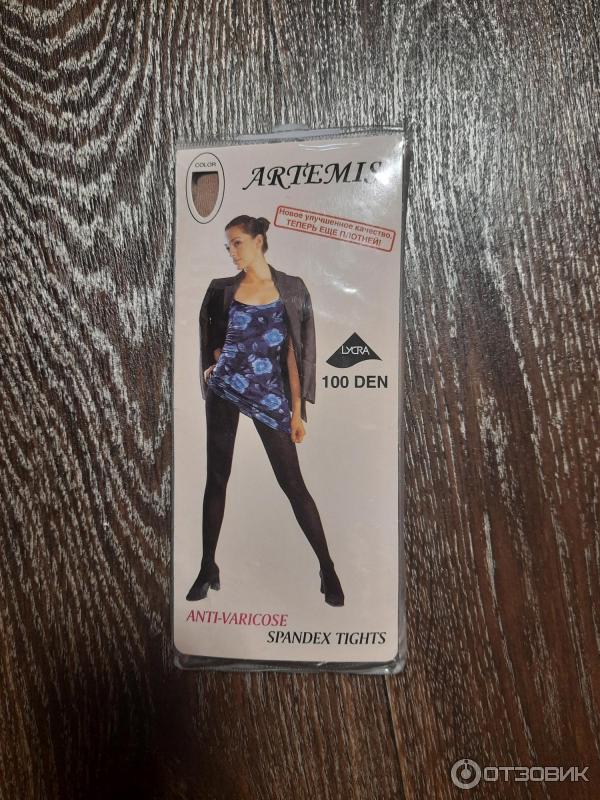 COLOR
ARTEMIS
Новое улучшенное качество.
ТЕПЕРЬ ЕЩЕ ПЛОТНЕЙ!
LYCRA
100 DEN
ANTI-VARICOSE
SPANDEX TIGHTS
ОТЗОВИК